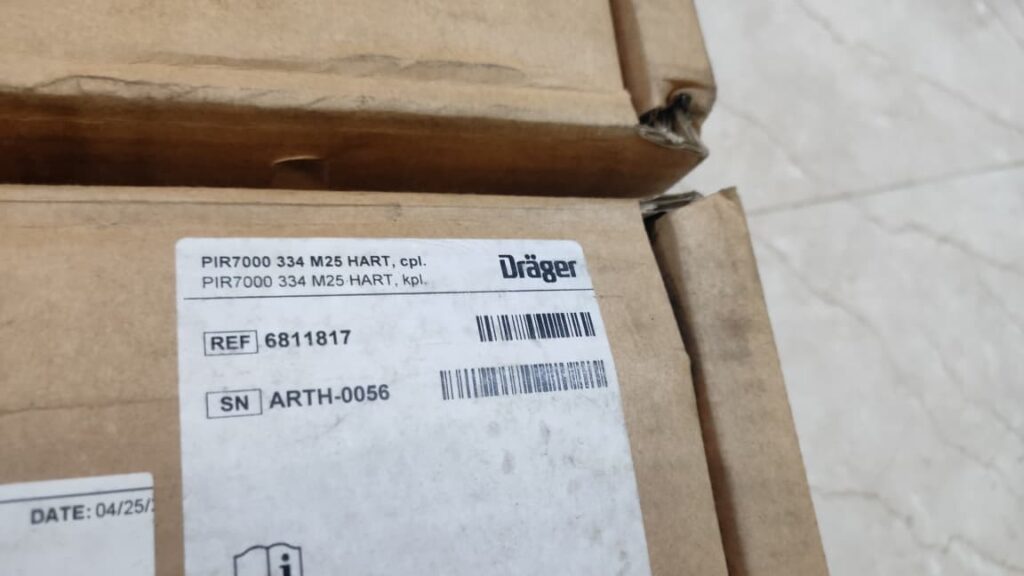 PIR7000 334 M25 HART, cpl.
PIR7000 334 M25 HART, kpl.
Dräger
REF 6811817
SN ARTH-0056
DATE: 04/25/
i